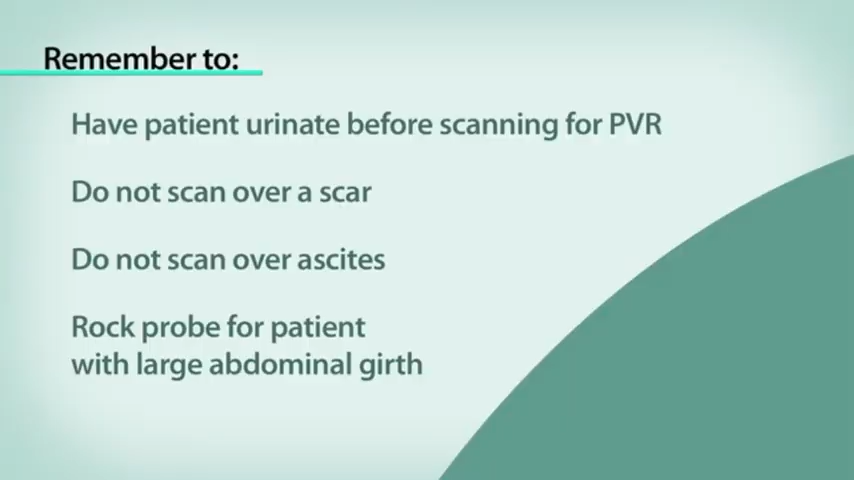 Remember to:
Have patient urinate before scanning for PVR
Do not scan over a scar
Do not scan over ascites
Rock probe for patient
with large abdominal girth